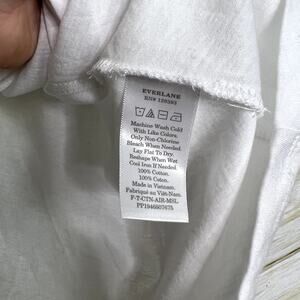 EVERLANE
RN# 139393
Machine Wash Cold
With Like Colors.
Only Non-Chlorine
Bleach When Needed.
Lay Flat To Dry.
Reshape When Wet
Cool Iron If Needed.
100% Cotton.
100% Coton.
Made in Vietnam.
Fabriqué au Viêt-Nam.
F-T-CTN-AIR-MSL
PP1946607675